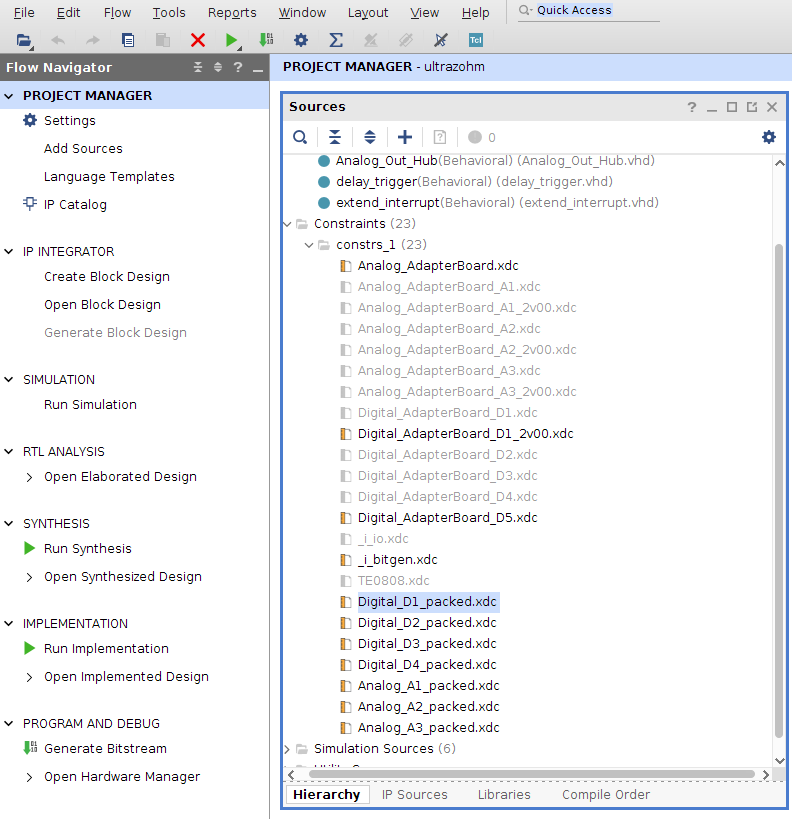 File Edit Flow Tools Reports Window Layout View Help Quick Access
Tcl
Flow Navigator ? _
PROJECT MANAGER
Settings
Add Sources
Language Templates
IP Catalog
IP INTEGRATOR
Create Block Design
Open Block Design
Generate Block Design
SIMULATION
Run Simulation
RTL ANALYSIS
Open Elaborated Design
SYNTHESIS
Run Synthesis
Open Synthesized Design
IMPLEMENTATION
Run Implementation
Open Implemented Design
PROGRAM AND DEBUG
Generate Bitstream
Open Hardware Manager
PROJECT MANAGER - ultrazohm
Sources
0
Analog_Out_Hub(Behavioral) (Analog_Out_Hub.vhd)
delay_trigger(Behavioral) (delay_trigger.vhd)
extend_interrupt(Behavioral) (extend_interrupt.vhd)
Constraints (23)
constrs_1 (23)
Analog_AdapterBoard.xdc
Analog_AdapterBoard_A1.xdc
Analog_AdapterBoard_A1_2v00.xdc
Analog_AdapterBoard_A2.xdc
Analog_AdapterBoard_A2_2v00.xdc
Analog_AdapterBoard_A3.xdc
Analog_AdapterBoard_A3_2v00.xdc
Digital_AdapterBoard_D1.xdc
Digital_AdapterBoard_D1_2v00.xdc
Digital_AdapterBoard_D2.xdc
Digital_AdapterBoard_D3.xdc
Digital_AdapterBoard_D4.xdc
Digital_AdapterBoard_D5.xdc
_i_io.xdc
_i_bitgen.xdc
TE0808.xdc
Digital_D1_packed.xdc
Digital_D2_packed.xdc
Digital_D3_packed.xdc
Digital_D4_packed.xdc
Analog_A1_packed.xdc
Analog_A2_packed.xdc
Analog_A3_packed.xdc
Simulation Sources (6)
Hierarchy IP Sources Libraries Compile Order